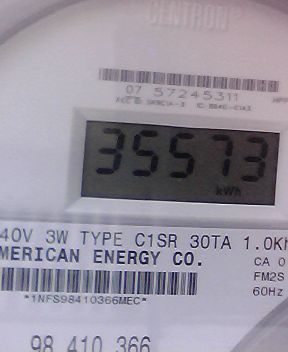 CENTRON®
07 57245311
35573
kWh
40V 3W TYPE C1SR 30TA 1.0Kh
MERICAN ENERGY CO.
CA 0
FM2S
60Hz
*1NFS98410366MEC*
98 410 366